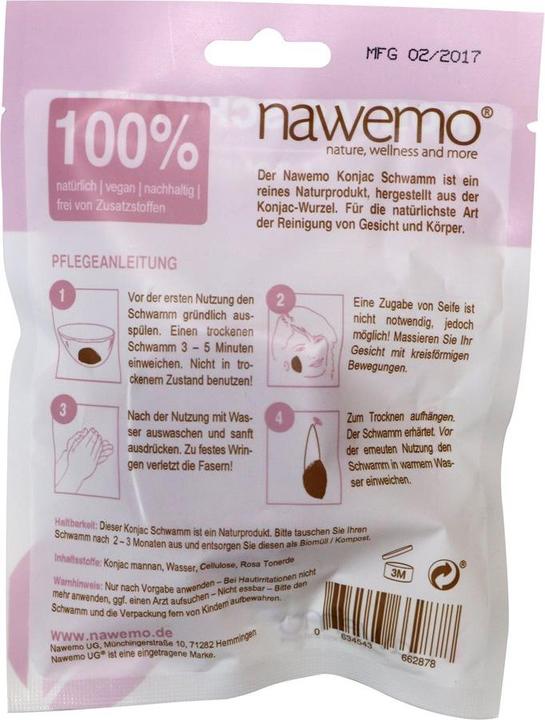 MFG 02/2017
100%
natürlich | vegan | nachhaltig |
frei von Zusatzstoffen
nawemo®
nature, wellness and more
Der Nawemo Konjac Schwamm ist ein
reines Naturprodukt, hergestellt aus der
Konjac-Wurzel. Für die natürlichste Art
der Reinigung von Gesicht und Körper.
PFLEGEANLEITUNG
1
Vor der ersten Nutzung den
Schwamm gründlich aus-
spülen. Einen trockenen
Schwamm 3 – 5 Minuten
einweichen. Nicht in tro-
ckenem Zustand benutzen!
2
Eine Zugabe von Seife ist
nicht notwendig, jedoch
möglich! Massieren Sie Ihr
Gesicht mit kreisförmigen
Bewegungen.
3
Nach der Nutzung mit Was-
ser auswaschen und sanft
ausdrücken. Zu festes Wrin-
gen verletzt die Fasern!
4
Zum Trocknen aufhängen.
Der Schwamm erhärtet. Vor
der erneuten Nutzung den
Schwamm in warmem Was-
ser einweichen.
Haltbarkeit: Dieser Konjac Schwamm ist ein Naturprodukt. Bitte tauschen Sie Ihren
Schwamm nach 2 – 3 Monaten aus und entsorgen Sie diesen als Biomüll / Kompost.
Inhaltsstoffe: Konjac mannan, Wasser, Cellulose, Rosa Tonerde
Warnhinweise: Nur nach Vorgabe anwenden – Bei Hautirritationen nicht
mehr anwenden, ggf. einen Arzt aufsuchen – Nicht essbar – Bitte den
Schwamm und die Verpackung fern von Kindern aufbewahren.
3M
www.nawemo.de
Nawemo UG, Münchingerstraße 10, 71282 Hemmingen
Nawemo UG® ist eine eingetragene Marke.
0 634543 662878